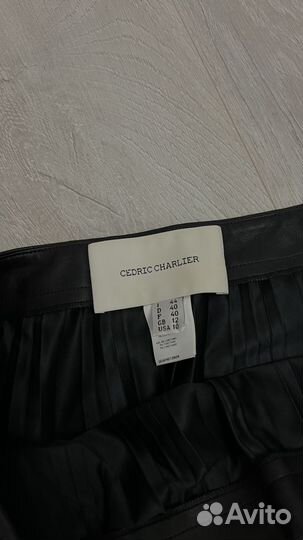 CEDRIC CHARLIER
I 44
D 40
F 40
GB 12
USA 10
Avito